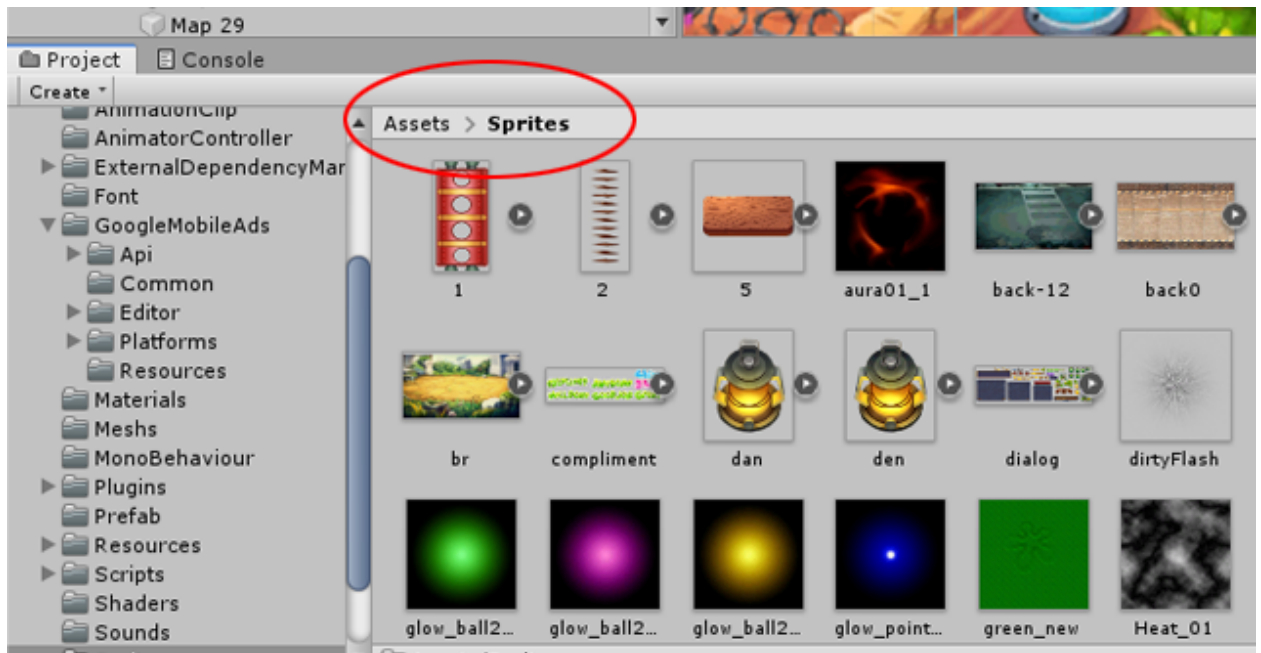 Map 29
Project Console
Create
AnimationClip
AnimatorController
ExternalDependencyMar
Font
GoogleMobileAds
Api
Common
Editor
Platforms
Resources
Materials
Meshs
MonoBehaviour
Plugins
Prefab
Resources
Scripts
Shaders
Sounds
Assets > Sprites
1 2 5 aura01_1 back-12 back0
br compliment dan den dialog dirtyFlash
glow_ball2... glow_ball2... glow_ball2... glow_point... green_new Heat_01